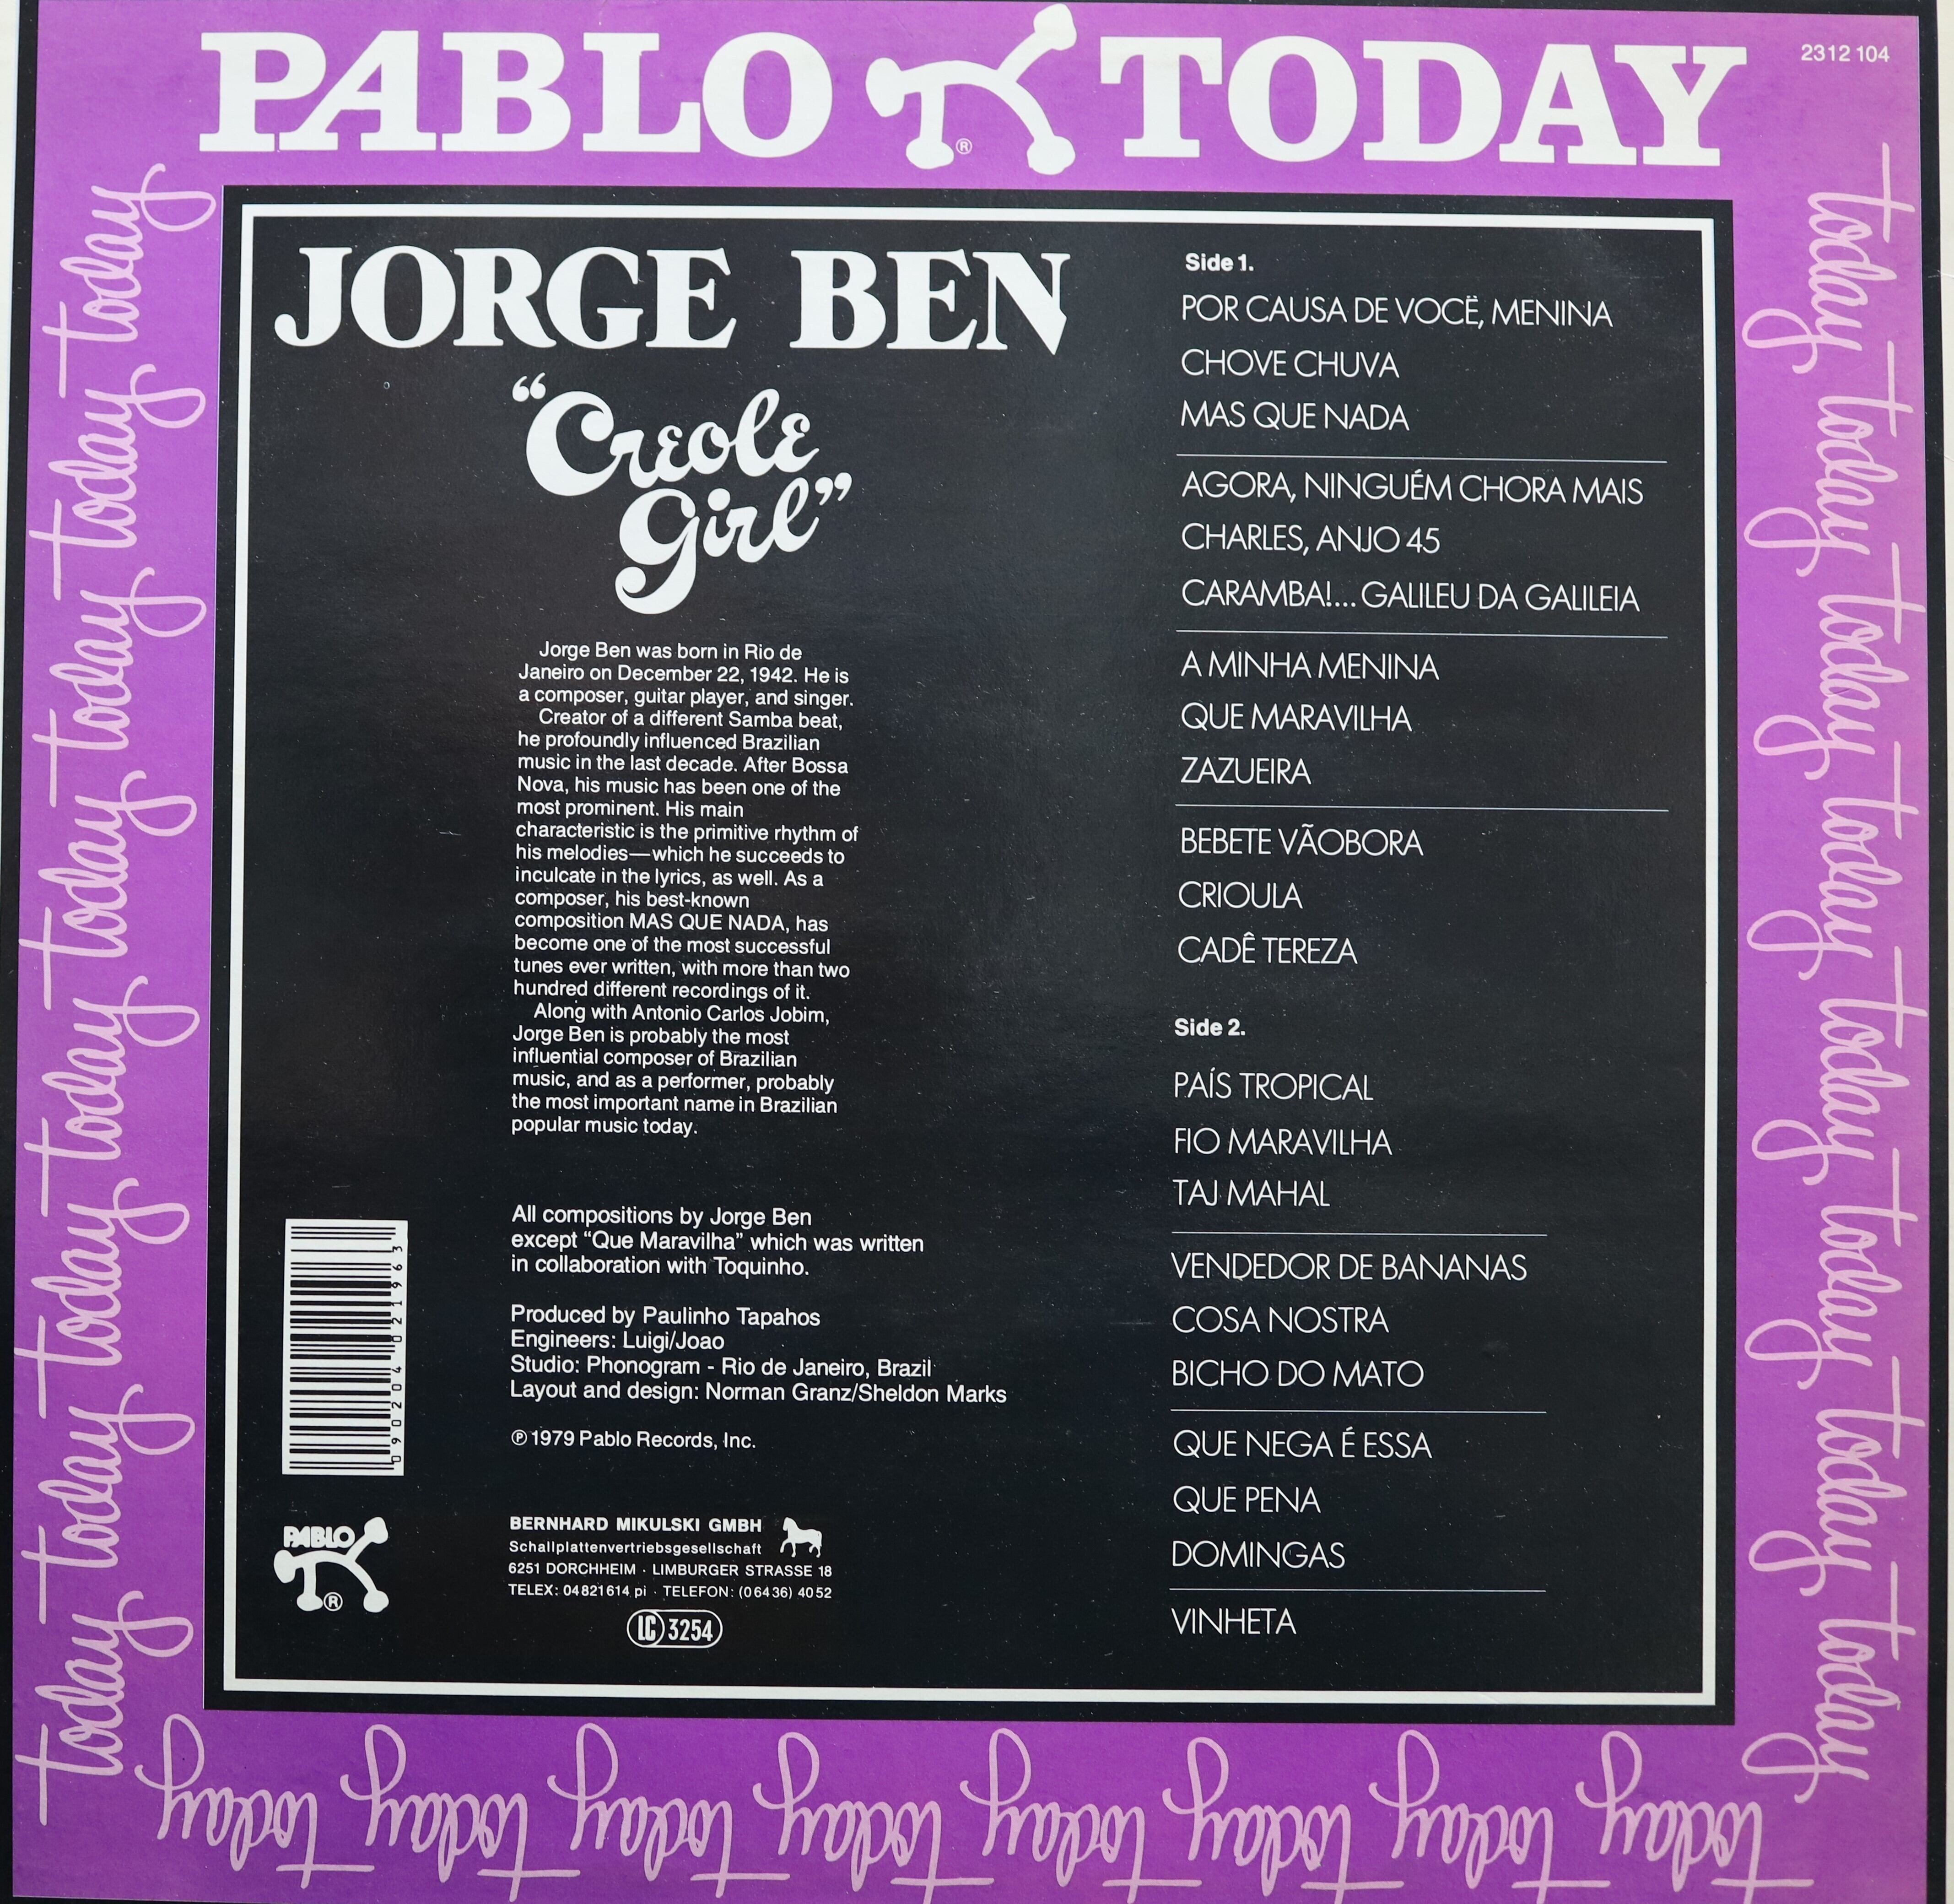 PABLO TODAY
®
2312 104
JORGE BEN
“Creole
Girl”
Jorge Ben was born in Rio de
Janeiro on December 22, 1942. He is
a composer, guitar player, and singer.
Creator of a different Samba beat,
he profoundly influenced Brazilian
music in the last decade. After Bossa
Nova, his music has been one of the
most prominent. His main
characteristic is the primitive rhythm of
his melodies—which he succeeds to
inculcate in the lyrics, as well. As a
composer, his best-known
composition MAS QUE NADA, has
become one of the most successful
tunes ever written, with more than two
hundred different recordings of it.
Along with Antonio Carlos Jobim,
Jorge Ben is probably the most
influential composer of Brazilian
music, and as a performer, probably
the most important name in Brazilian
popular music today.
All compositions by Jorge Ben
except “Que Maravilha” which was written
in collaboration with Toquinho.
Produced by Paulinho Tapahos
Engineers: Luigi/Joao
Studio: Phonogram - Rio de Janeiro, Brazil
Layout and design: Norman Granz/Sheldon Marks
℗ 1979 Pablo Records, Inc.
BERNHARD MIKULSKI GMBH
Schallplattenvertriebsgesellschaft
6251 DORCHHEIM · LIMBURGER STRASSE 18
TELEX: 04821614 pi · TELEFON: (06436) 4052
LC 3254
090204 021963
PABLO
®
Side 1.
POR CAUSA DE VOCÊ, MENINA
CHOVE CHUVA
MAS QUE NADA
AGORA, NINGUÉM CHORA MAIS
CHARLES, ANJO 45
CARAMBA!... GALILEU DA GALILEIA
A MINHA MENINA
QUE MARAVILHA
ZAZUEIRA
BEBETE VÃOBORA
CRIOULA
CADÊ TEREZA
Side 2.
PAÍS TROPICAL
FIO MARAVILHA
TAJ MAHAL
VENDEDOR DE BANANAS
COSA NOSTRA
BICHO DO MATO
QUE NEGA É ESSA
QUE PENA
DOMINGAS
VINHETA
today today today today today today today today
today today today today today today today today
today today today today today today today today